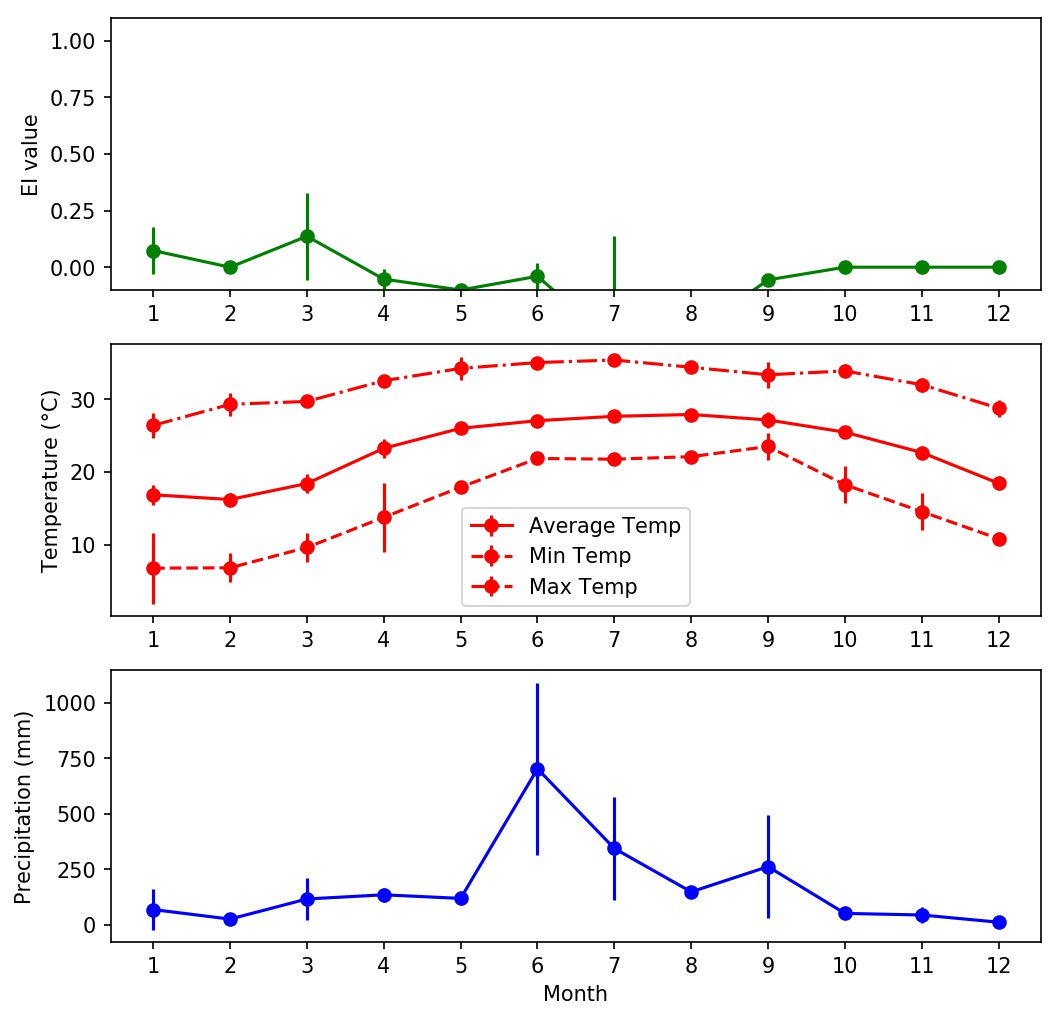 EI value
1.00
0.75
0.50
0.25
0.00
1 2 3 4 5 6 7 8 9 10 11 12
Temperature (°C)
30
20
10
Average Temp
Min Temp
Max Temp
1 2 3 4 5 6 7 8 9 10 11 12
Precipitation (mm)
1000
750
500
250
0
1 2 3 4 5 6 7 8 9 10 11 12
Month